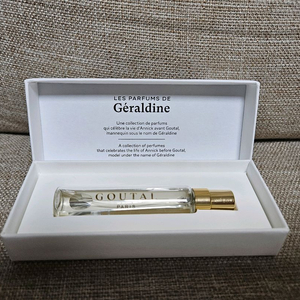 LES PARFUMS DE
Géraldine
Une collection de parfums
qui célèbre la vie d'Annick avant Goutal,
mannequin sous le nom de Géraldine
A collection of perfumes
that celebrates the life of Annick before Goutal,
model under the name of Géraldine
GOUTAL
PARIS